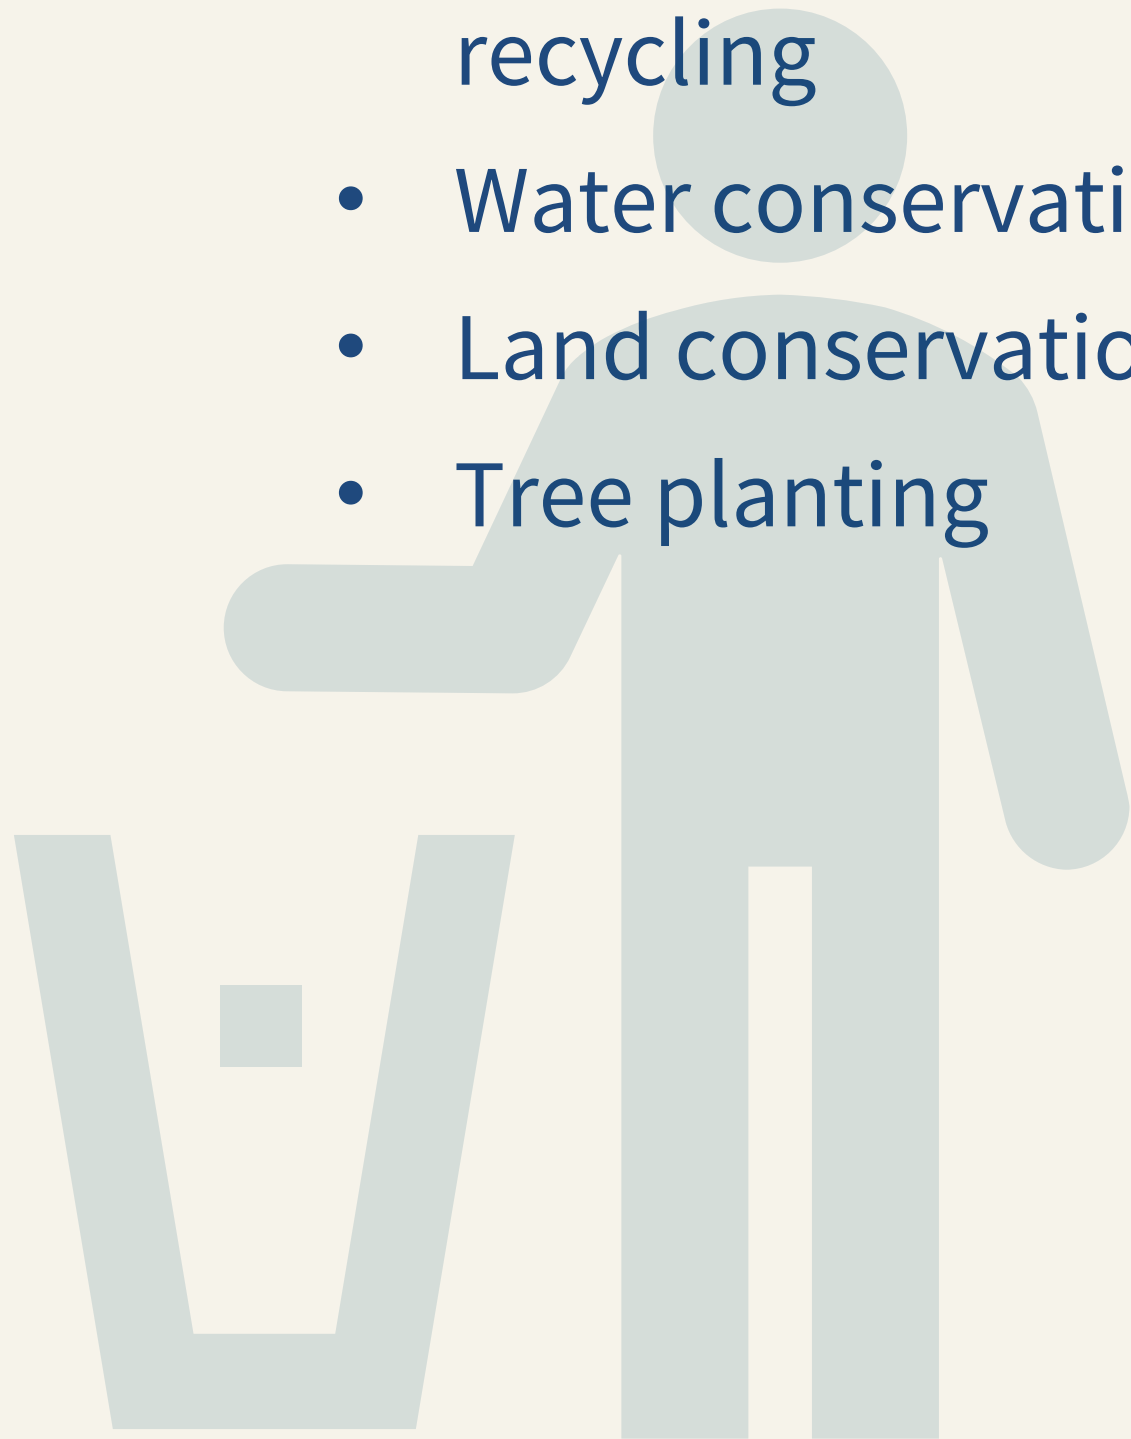 recycling
• Water conservati
• Land conservatio
• Tree planting